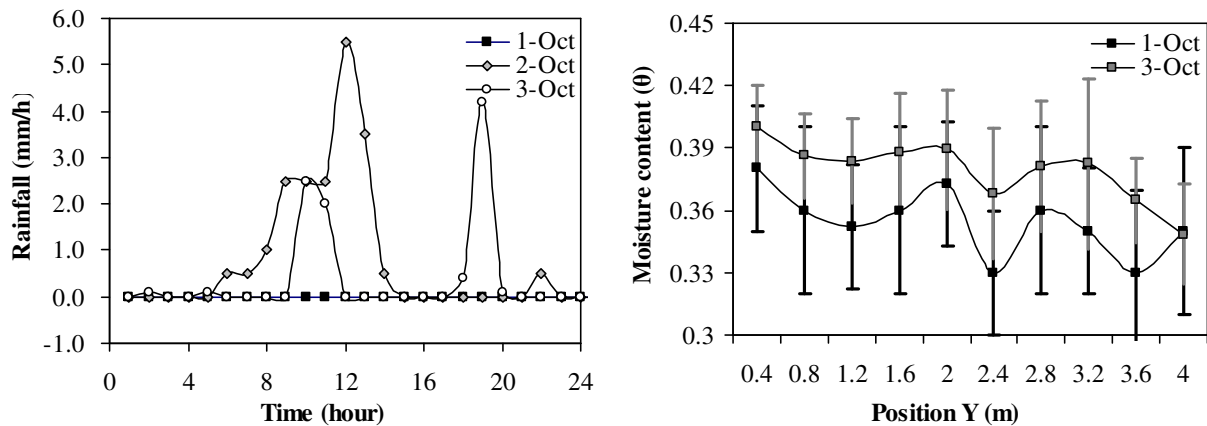 6.0
5.0
4.0
3.0
2.0
1.0
0.0
-1.0
Rainfall (mm/h)
1-Oct
2-Oct
3-Oct
0 4 8 12 16 20 24
Time (hour)
0.45
0.42
0.39
0.36
0.33
0.3
Moisture content (θ)
1-Oct
3-Oct
0.4 0.8 1.2 1.6 2 2.4 2.8 3.2 3.6 4
Position Y (m)